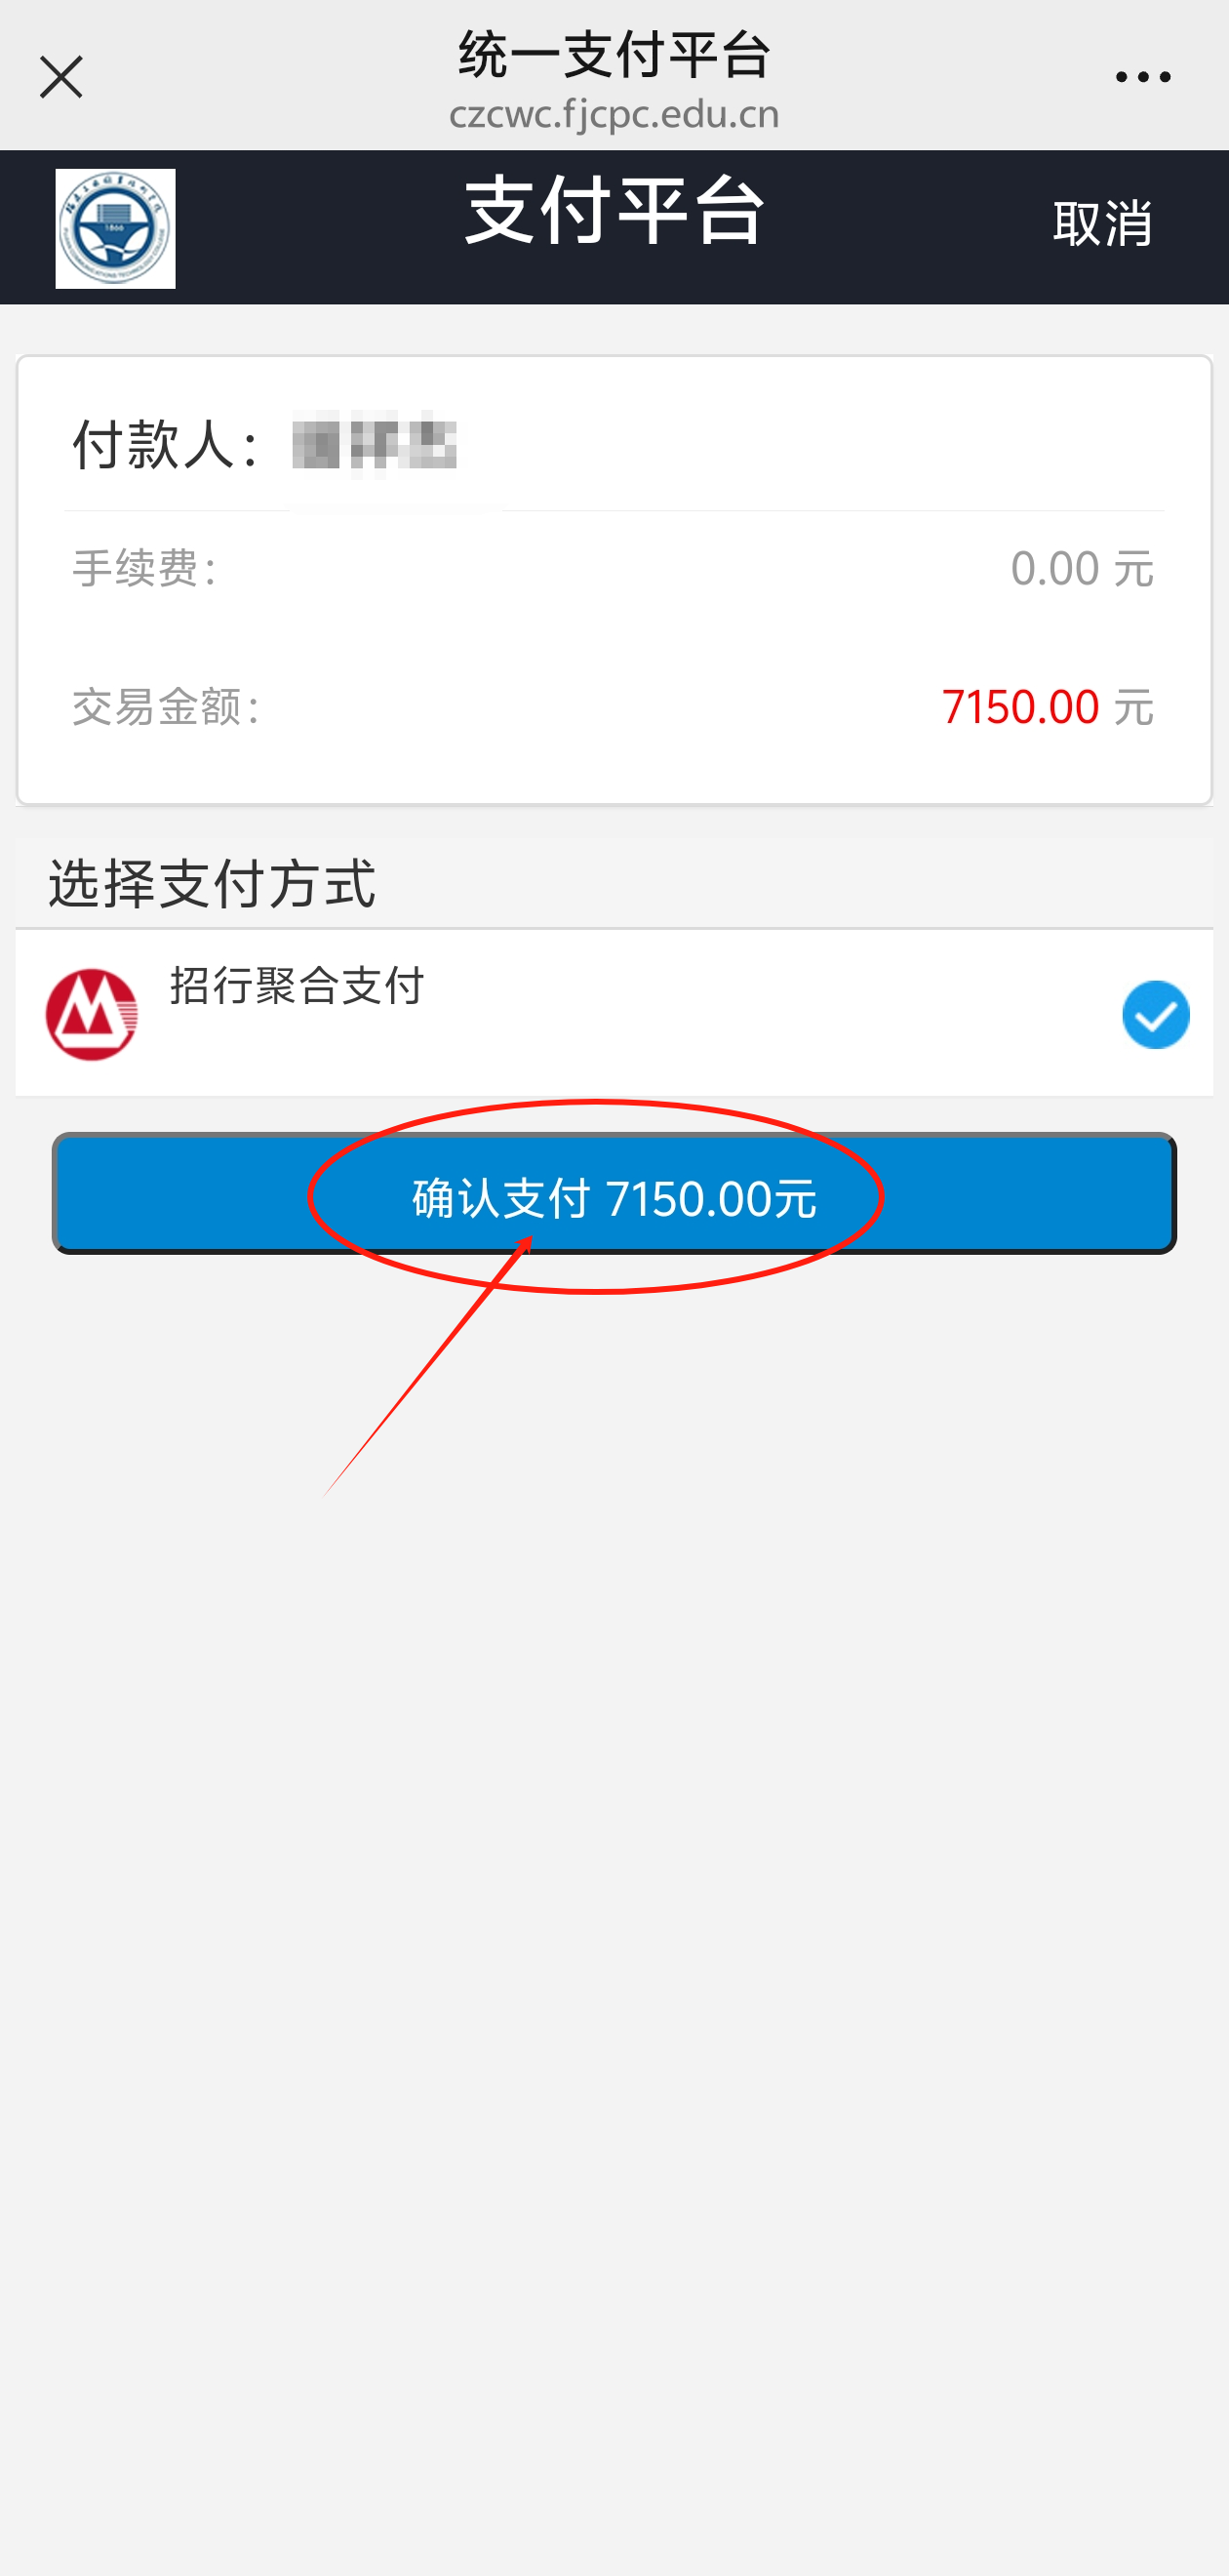 统一支付平台
czcwc.fjcpc.edu.cn
支付平台
取消
1866
付款人：
手续费：
0.00 元
交易金额：
7150.00 元
选择支付方式
招行聚合支付
确认支付 7150.00元